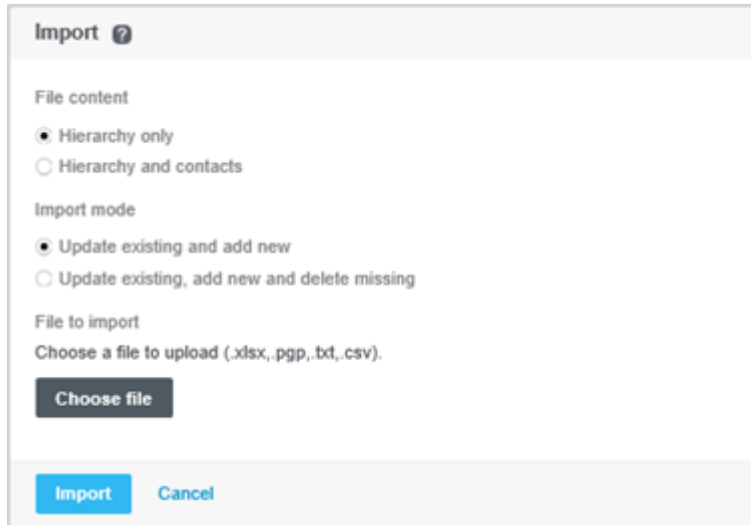 Import ?
File content
Hierarchy only
Hierarchy and contacts
Import mode
Update existing and add new
Update existing, add new and delete missing
File to import
Choose a file to upload (.xlsx,.pgp,.txt,.csv).
Choose file
Import Cancel